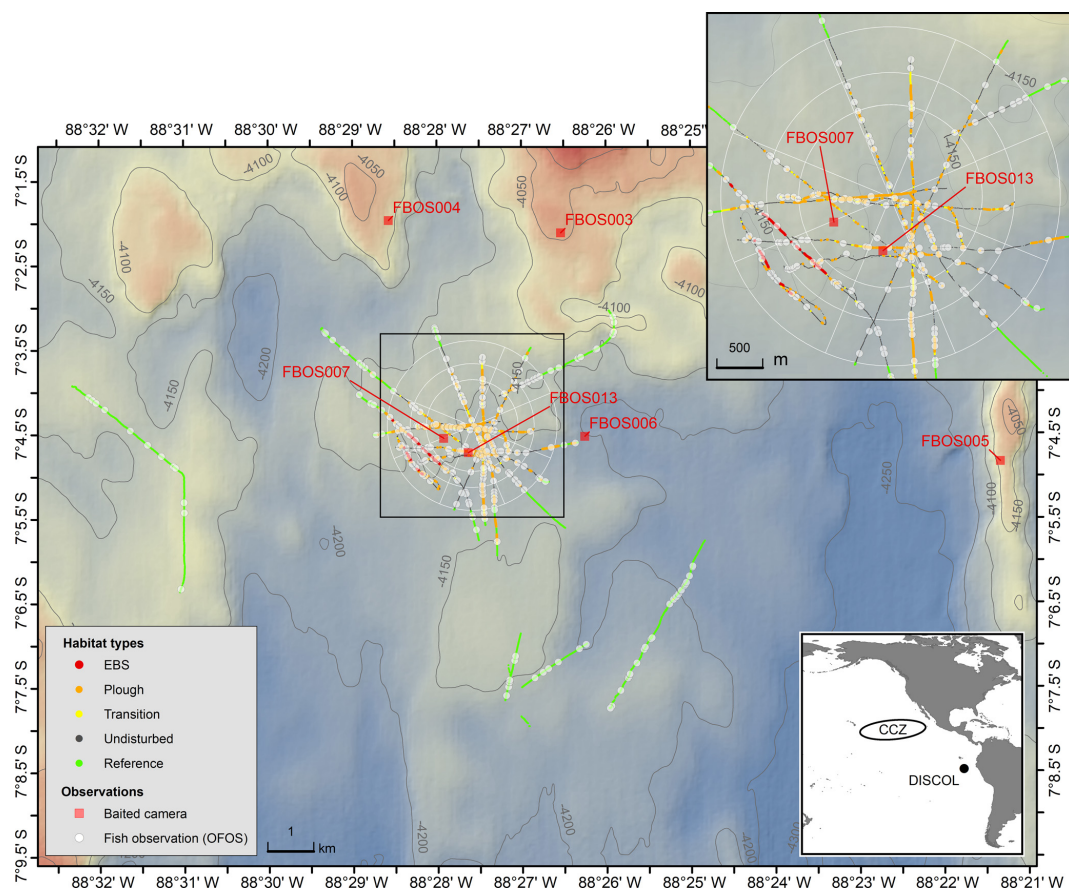 88°32' W 88°31' W 88°30' W 88°29' W 88°28' W 88°27' W 88°26' W 88°25' W
7°1.5'S
7°2.5'S
7°3.5'S
7°4.5'S
7°5.5'S
7°6.5'S
7°7.5'S
7°8.5'S
7°9.5'S
-4100
-4050
-4100
-4050
FBOS004
FBOS003
-4100
-4150
-4100
-4100
-4200
-4150
-4150
FBOS007
FBOS013
FBOS006
FBOS005
-4050
-4100
-4150
-4250
-4200
-4150
-4200
-4200
-4300
FBOS007
FBOS013
-4150
-4150
-4150
500 m
7°4.5'S
7°5.5'S
7°6.5'S
7°7.5'S
7°8.5'S
7°9.5'S
Habitat types
EBS
Plough
Transition
Undisturbed
Reference
Observations
Baited camera
Fish observation (OFOS)
1
km
CCZ
DISCOL
88°32' W 88°31' W 88°30' W 88°29' W 88°28' W 88°27' W 88°26' W 88°25' W 88°24' W 88°23' W 88°22' W 88°21' W